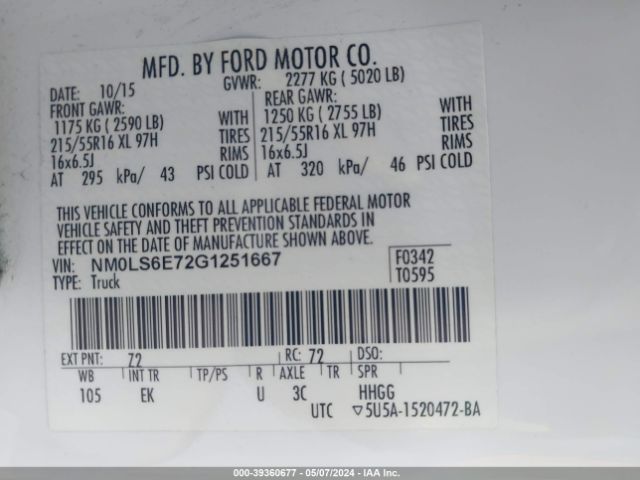 MFD. BY FORD MOTOR CO.
DATE: 10/15 GVWR: 2277 KG ( 5020 LB)
FRONT GAWR: REAR GAWR:
1175 KG ( 2590 LB) WITH 1250 KG ( 2755 LB) WITH
215/55R16 XL 97H TIRES 215/55R16 XL 97H TIRES
16x6.5J RIMS 16x6.5J RIMS
AT 295 kPa/ 43 PSI COLD AT 320 kPa/ 46 PSI COLD
THIS VEHICLE CONFORMS TO ALL APPLICABLE FEDERAL MOTOR
VEHICLE SAFETY AND THEFT PREVENTION STANDARDS IN
EFFECT ON THE DATE OF MANUFACTURE SHOWN ABOVE.
VIN: NM0LS6E72G1251667 F0342
TYPE: Truck T0595
EXT PNT: 72 RC: 72 DSO:
WB INT TR TP/PS R AXLE TR SPR
105 EK U 3C HHGG
UTC ▽5U5A-1520472-BA
000-39360677 - 05/07/2024 - IAA Inc.